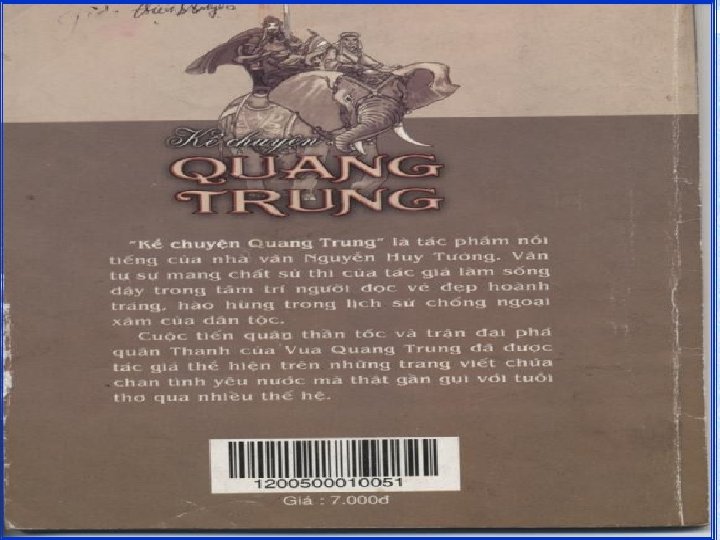 Kể chuyện
QUANG
TRUNG
"Kể chuyện Quang Trung" là tác phẩm nổi
tiếng của nhà văn Nguyễn Huy Tưởng. Văn
tự sự mang chất sử thi của tác giả làm sống
dậy trong tâm trí người đọc vẻ đẹp hoành
tráng, hào hùng trong lịch sử chống ngoại
xâm của dân tộc.
Cuộc tiến quân thần tốc và trận đại phá
quân Thanh của Vua Quang Trung đã được
tác giả thể hiện trên những trang viết chứa
chan tình yêu nước mà thật gần gụi với tuổi
thơ qua nhiều thế hệ.
1200500010051
Giá : 7.000đ